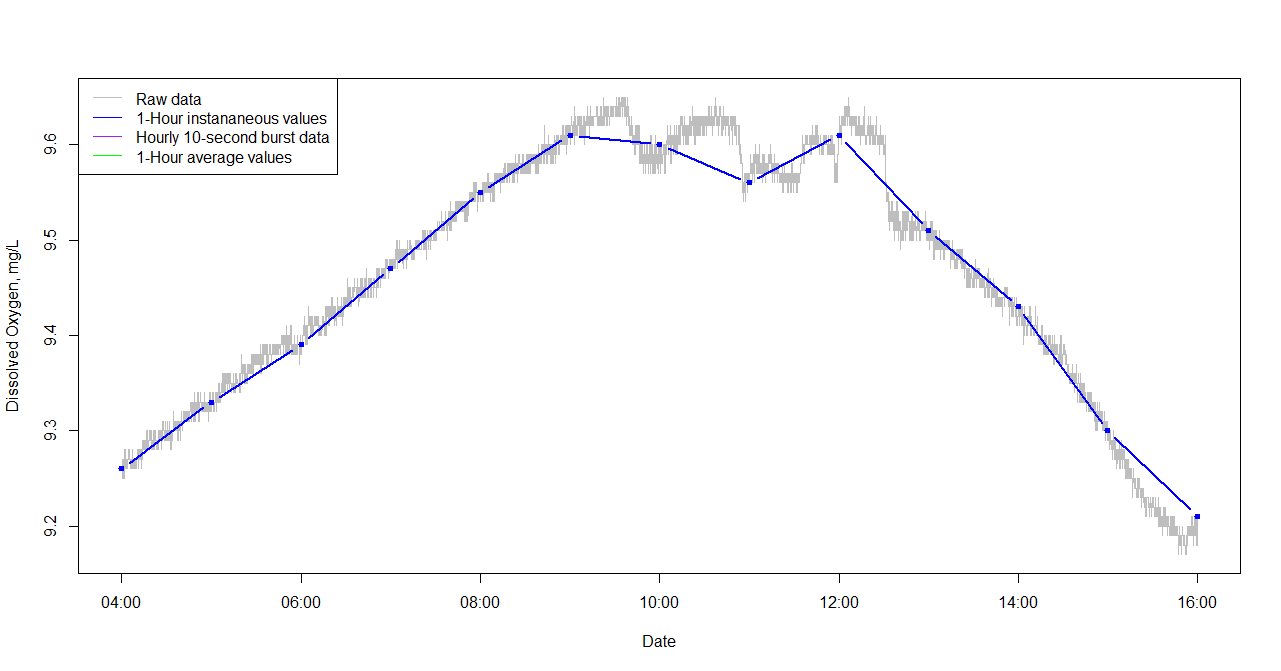 Raw data
1-Hour instananeous values
Hourly 10-second burst data
1-Hour average values
9.6
9.5
9.4
9.3
9.2
Dissolved Oxygen, mg/L
04:00 06:00 08:00 10:00 12:00 14:00 16:00
Date